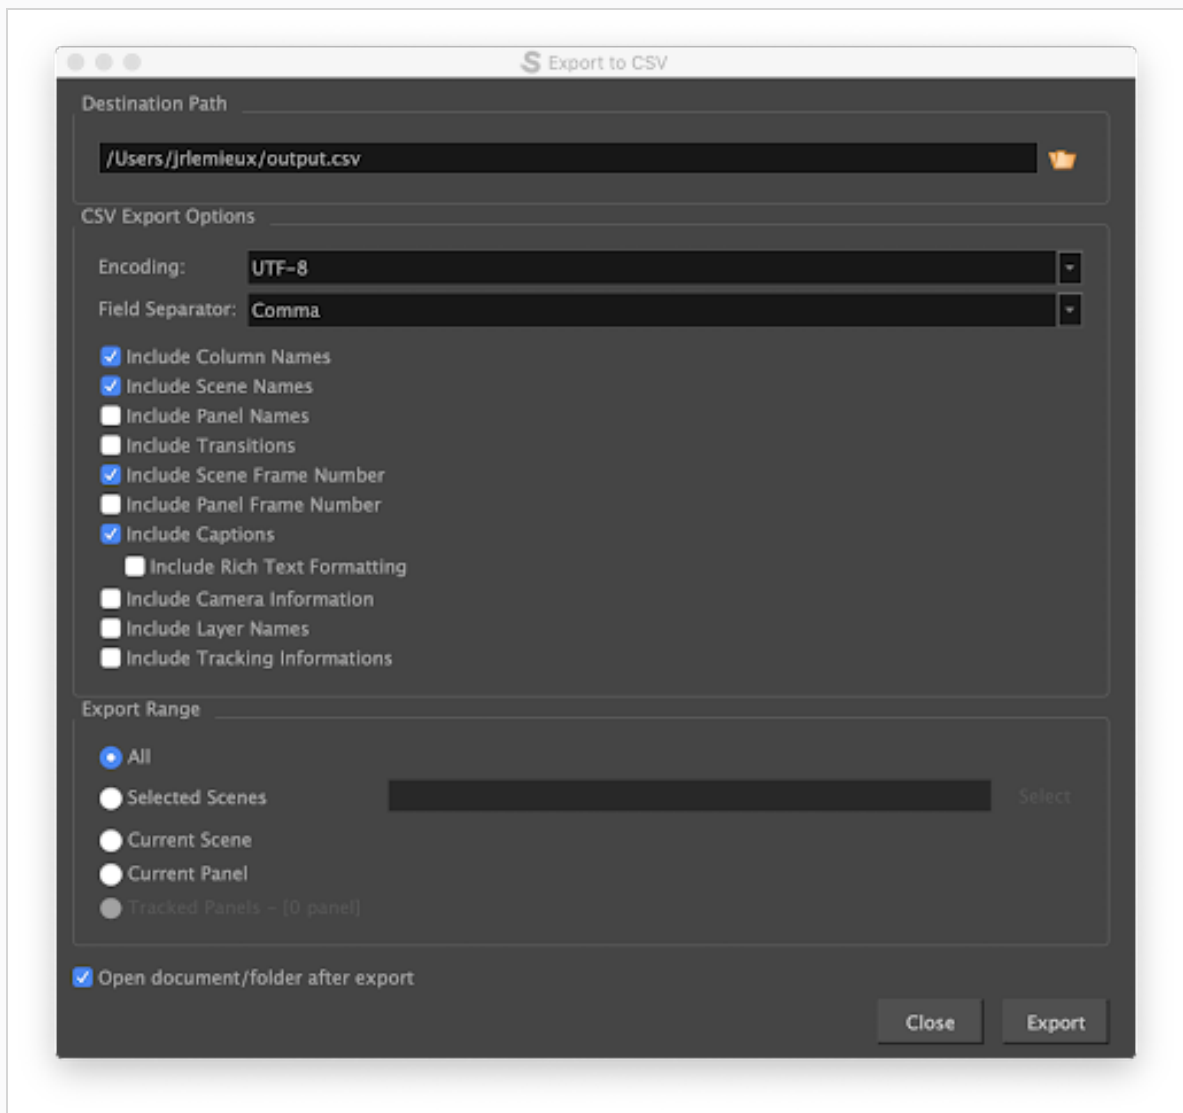 Export to CSV
Destination Path
/Users/jrlemieux/output.csv
CSV Export Options
Encoding: UTF-8
Field Separator: Comma
Include Column Names
Include Scene Names
Include Panel Names
Include Transitions
Include Scene Frame Number
Include Panel Frame Number
Include Captions
Include Rich Text Formatting
Include Camera Information
Include Layer Names
Include Tracking Informations
Export Range
All
Selected Scenes Select
Current Scene
Current Panel
Tracked Panels - [0 panel]
Open document/folder after export
Close Export